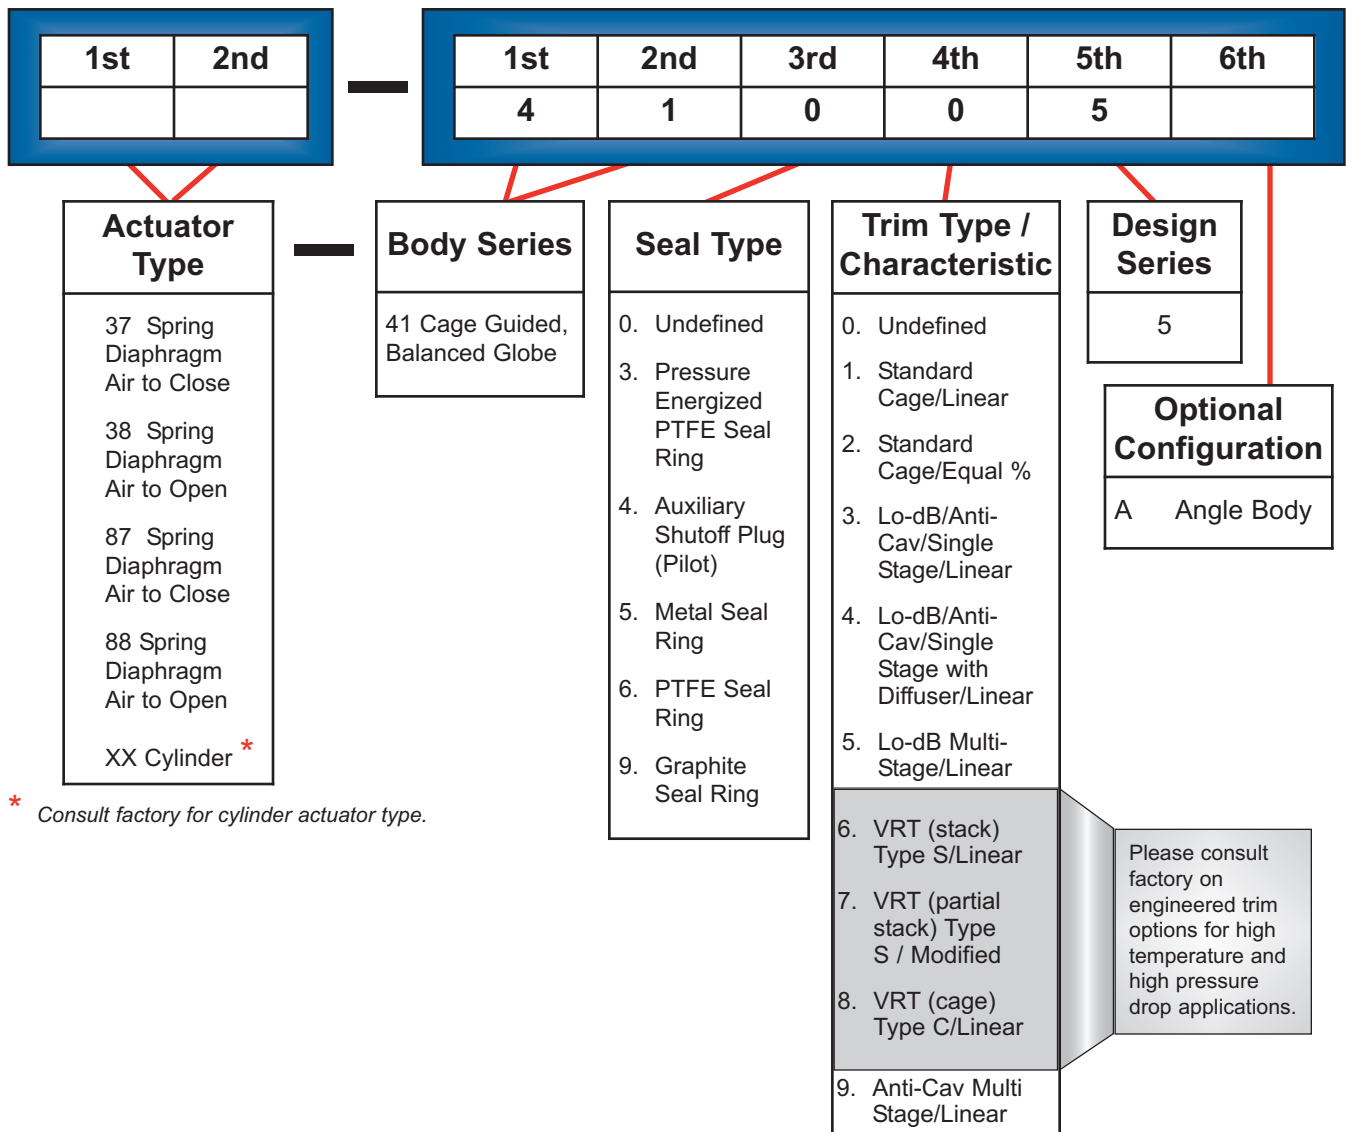 1st 2nd
1st 2nd 3rd 4th 5th 6th
4 1 0 0 5
Actuator
Type
37 Spring
Diaphragm
Air to Close
38 Spring
Diaphragm
Air to Open
87 Spring
Diaphragm
Air to Close
88 Spring
Diaphragm
Air to Open
XX Cylinder *
* Consult factory for cylinder actuator type.
Body Series
41 Cage Guided,
Balanced Globe
Seal Type
0. Undefined
3. Pressure
Energized
PTFE Seal
Ring
4. Auxiliary
Shutoff Plug
(Pilot)
5. Metal Seal
Ring
6. PTFE Seal
Ring
9. Graphite
Seal Ring
Trim Type /
Characteristic
0. Undefined
1. Standard
Cage/Linear
2. Standard
Cage/Equal %
3. Lo-dB/Anti-
Cav/Single
Stage/Linear
4. Lo-dB/Anti-
Cav/Single
Stage with
Diffuser/Linear
5. Lo-dB Multi-
Stage/Linear
6. VRT (stack)
Type S/Linear
7. VRT (partial
stack) Type
S / Modified
8. VRT (cage)
Type C/Linear
9. Anti-Cav Multi
Stage/Linear
Please consult
factory on
engineered trim
options for high
temperature and
high pressure
drop applications.
Design
Series
5
Optional
Configuration
A Angle Body